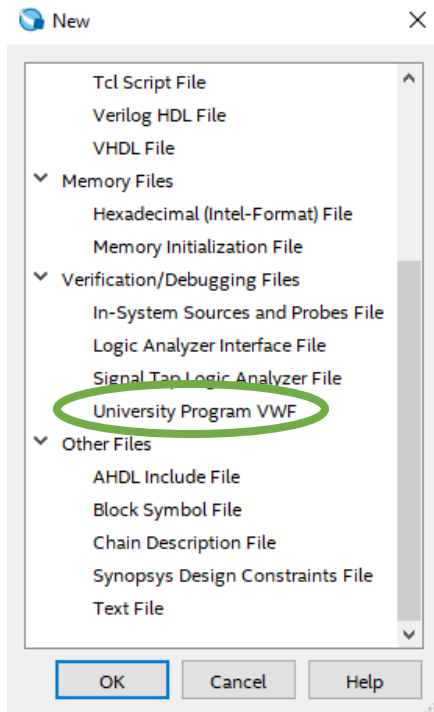 New
Tcl Script File
Verilog HDL File
VHDL File
Memory Files
Hexadecimal (Intel-Format) File
Memory Initialization File
Verification/Debugging Files
In-System Sources and Probes File
Logic Analyzer Interface File
Signal Tap Logic Analyzer File
University Program VWF
Other Files
AHDL Include File
Block Symbol File
Chain Description File
Synopsys Design Constraints File
Text File
OK Cancel Help